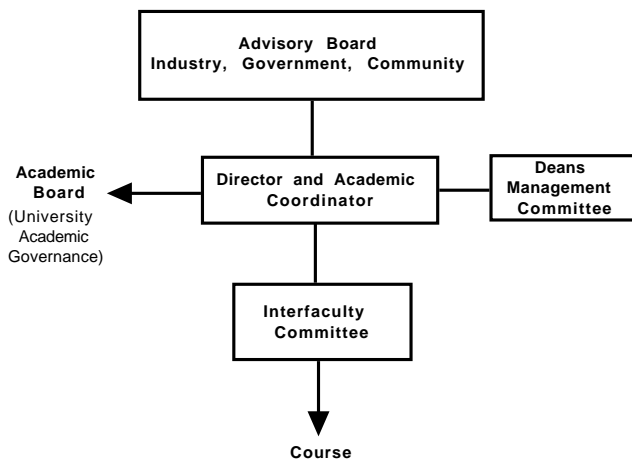 Advisory Board
Industry, Government, Community
Academic
Board
(University
Academic
Governance)
Director and Academic
Coordinator
Deans
Management
Committee
Interfaculty
Committee
Course